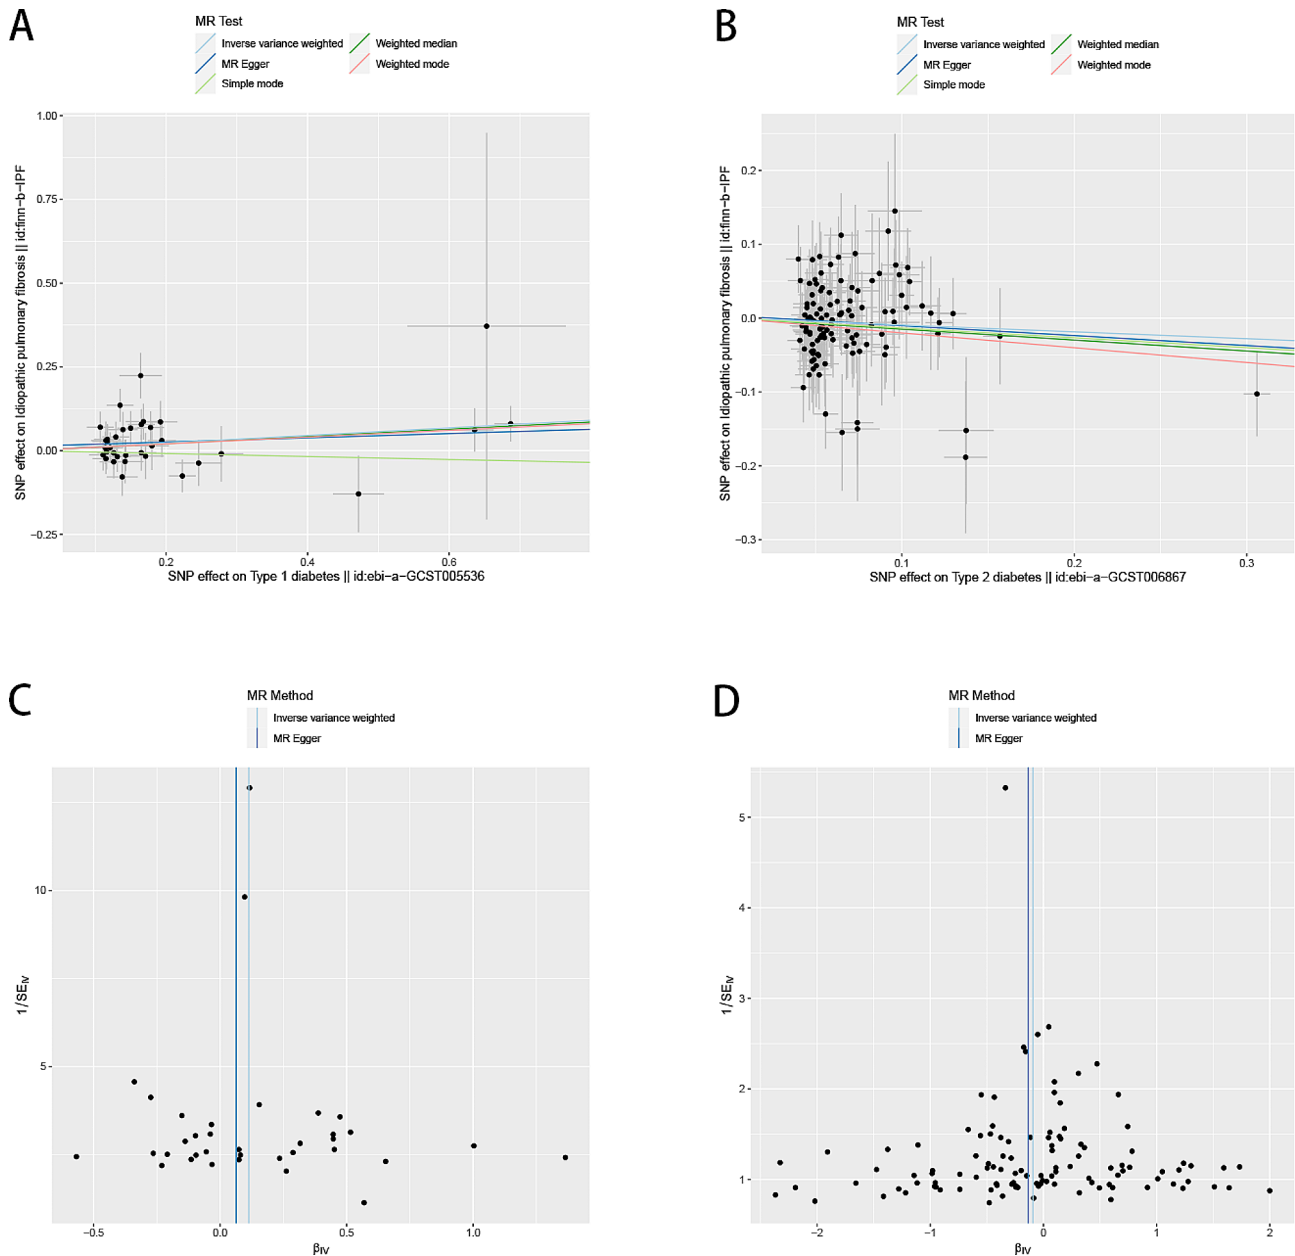 A
MR Test
Inverse variance weighted
Weighted median
MR Egger
Weighted mode
Simple mode
SNP effect on Idiopathic pulmonary fibrosis || id:finn−b−IPF
1.00
0.75
0.50
0.25
0.00
−0.25
0.2
0.4
0.6
SNP effect on Type 1 diabetes || id:ebi−a−GCST005536
B
MR Test
Inverse variance weighted
Weighted median
MR Egger
Weighted mode
Simple mode
SNP effect on Idiopathic pulmonary fibrosis || id:finn−b−IPF
0.2
0.1
0.0
−0.1
−0.2
−0.3
0.1
0.2
0.3
SNP effect on Type 2 diabetes || id:ebi−a−GCST006867
C
MR Method
Inverse variance weighted
MR Egger
1/SE_IV
10
5
−0.5
0.0
0.5
1.0
β_IV
D
MR Method
Inverse variance weighted
MR Egger
1/SE_IV
5
4
3
2
1
−2
−1
0
1
2
β_IV